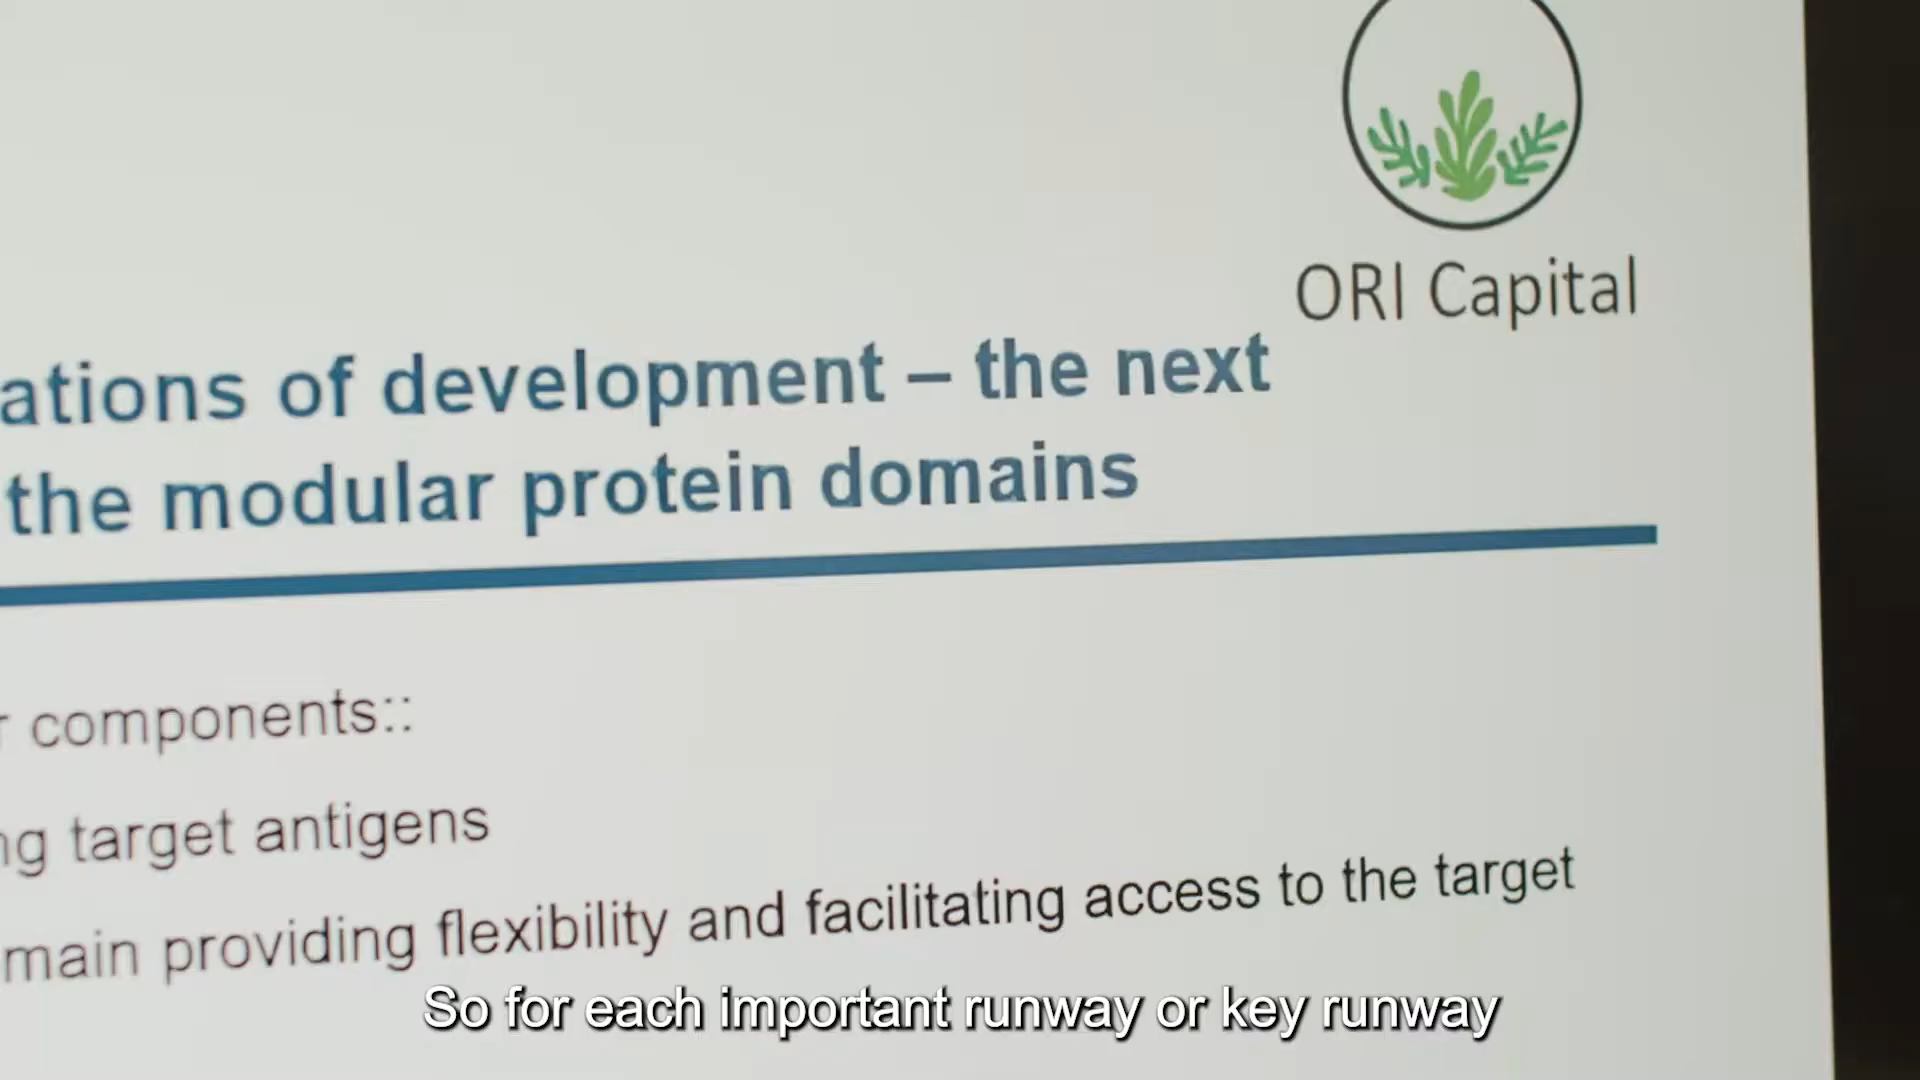 ORI Capital
ations of development – the next
the modular protein domains
r components::
ng target antigens
main providing flexibility and facilitating access to the target
So for each important runway or key runway